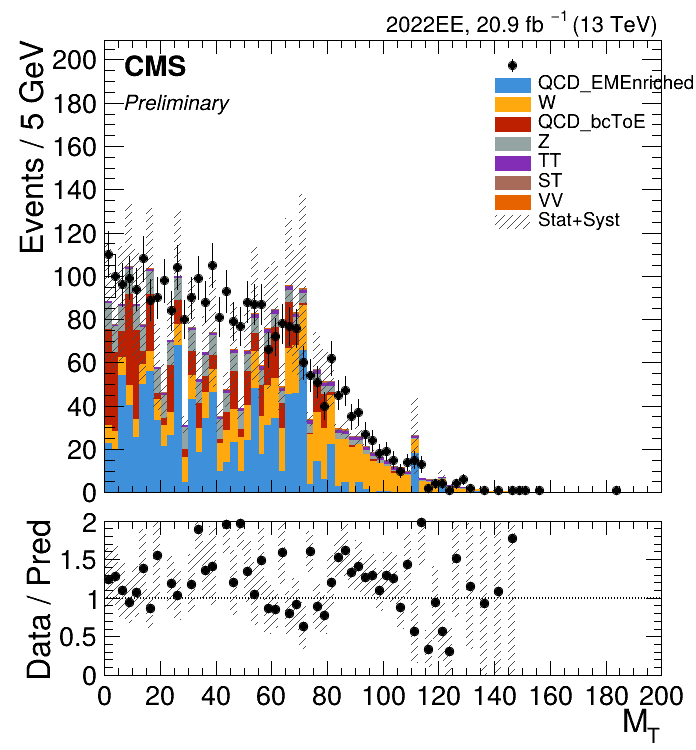 2022EE, 20.9 fb⁻¹ (13 TeV)
Events / 5 GeV
CMS
Preliminary
QCD_EMEnriched
W
QCD_bcToE
Z
TT
ST
VV
Stat+Syst
200
180
160
140
120
100
80
60
40
20
0
Data / Pred
2
1.5
1
0.5
0
0 20 40 60 80 100 120 140 160 180 200
M_T